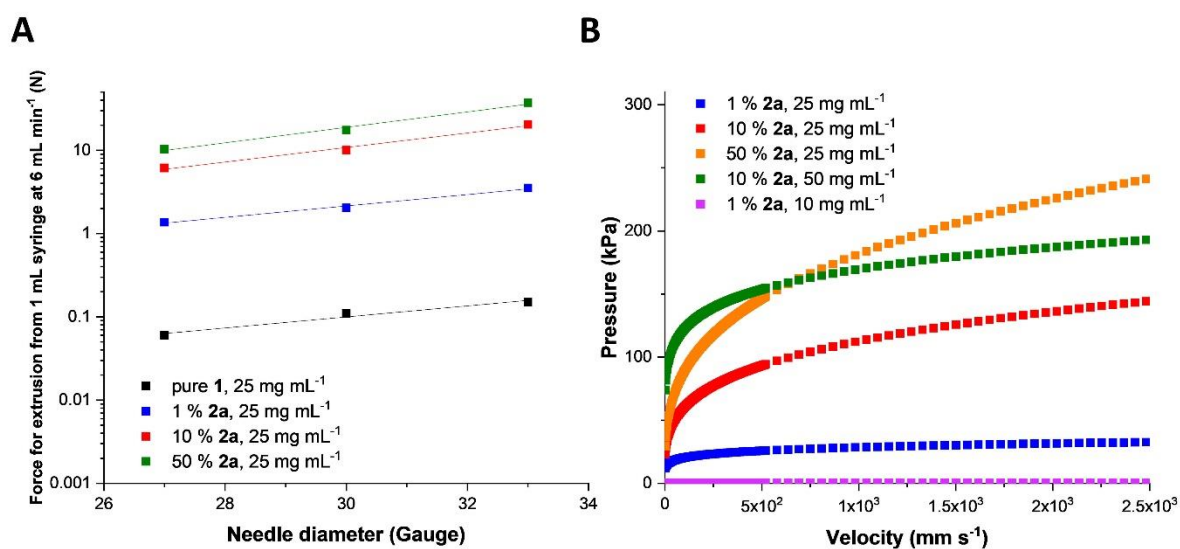 A
Force for extrusion from 1 mL syringe at 6 mL min⁻¹ (N)
10
1
0.1
0.01
0.001
pure 1, 25 mg mL⁻¹
1 % 2a, 25 mg mL⁻¹
10 % 2a, 25 mg mL⁻¹
50 % 2a, 25 mg mL⁻¹
26
28
30
32
34
Needle diameter (Gauge)
B
Pressure (kPa)
300
200
100
0
1 % 2a, 25 mg mL⁻¹
10 % 2a, 25 mg mL⁻¹
50 % 2a, 25 mg mL⁻¹
10 % 2a, 50 mg mL⁻¹
1 % 2a, 10 mg mL⁻¹
0
5x10²
1x10³
1.5x10³
2x10³
2.5x10³
Velocity (mm s⁻¹)